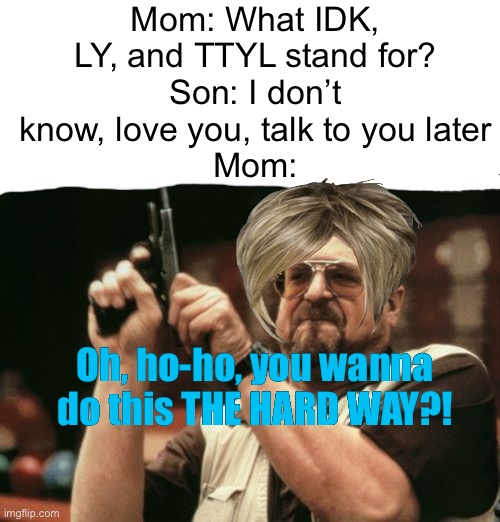 Mom: What IDK,
LY, and TTYL stand for?
Son: I don’t
know, love you, talk to you later
Mom:
Oh, ho-ho, you wanna
do this THE HARD WAY?!
imgflip.com